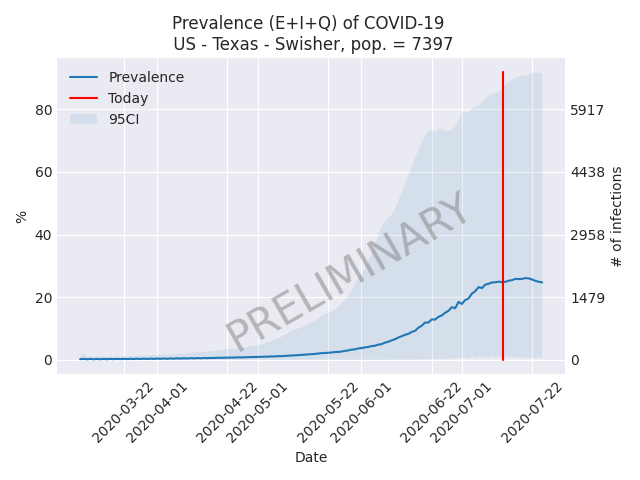 Prevalence (E+I+Q) of COVID-19
US - Texas - Swisher, pop. = 7397
Prevalence
Today
95CI
PRELIMINARY
%
80
60
40
20
0
5917
4438
2958
1479
0
# of infections
2020-03-22
2020-04-01
2020-04-22
2020-05-01
2020-05-22
2020-06-01
2020-06-22
2020-07-01
2020-07-22
Date